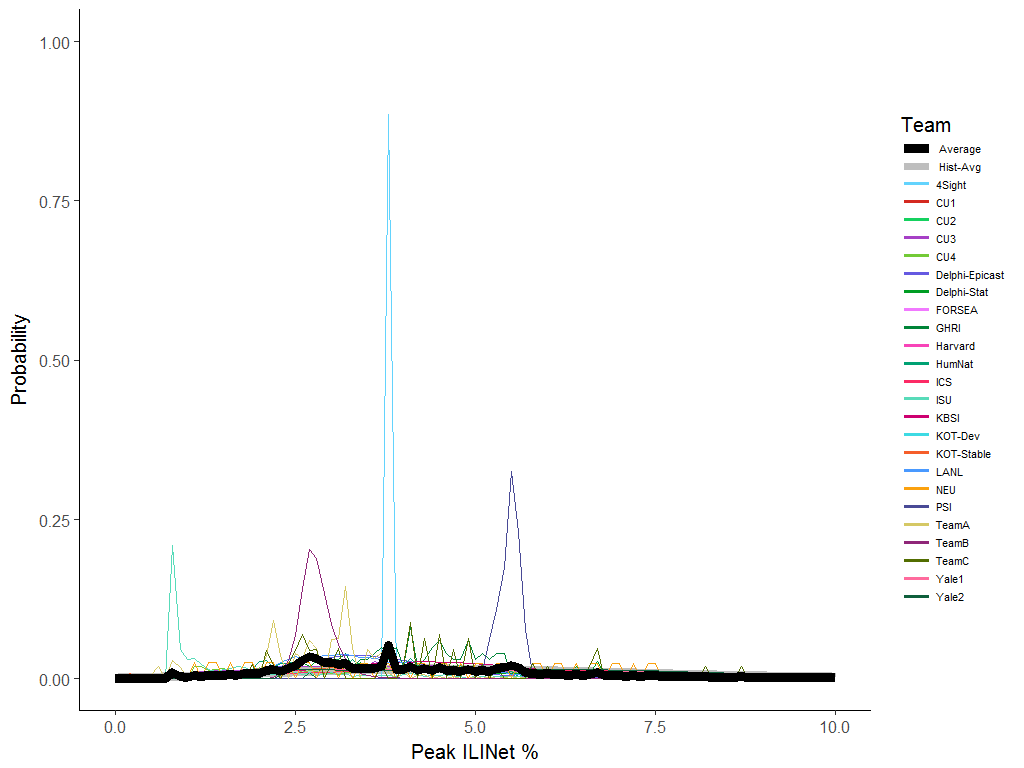 1.00
0.75
0.50
0.25
0.00
Probability
0.0
2.5
5.0
7.5
10.0
Peak ILINet %
Team
Average
Hist-Avg
4Sight
CU1
CU2
CU3
CU4
Delphi-Epicast
Delphi-Stat
FORSEA
GHRI
Harvard
HumNat
ICS
ISU
KBSI
KOT-Dev
KOT-Stable
LANL
NEU
PSI
TeamA
TeamB
TeamC
Yale1
Yale2